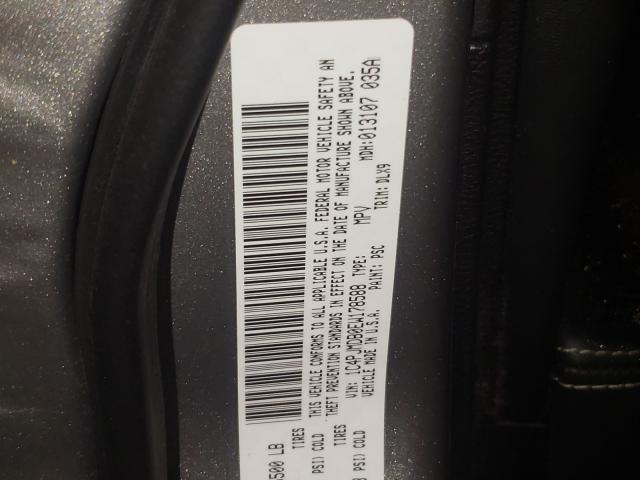 500 LB
TIRES
PSI) COLD
TIRES
PSI) COLD
THIS VEHICLE CONFORMS TO ALL APPLICABLE U.S.A. FEDERAL MOTOR VEHICLE SAFETY AN
THEFT PREVENTION STANDARDS IN EFFECT ON THE DATE OF MANUFACTURE SHOWN ABOVE.
VIN: 1C4PJMDB0EW178588 TYPE: MPV MDH: 013107 035A
VEHICLE MADE IN U.S.A. PAINT: PSC TRIM: DLX9